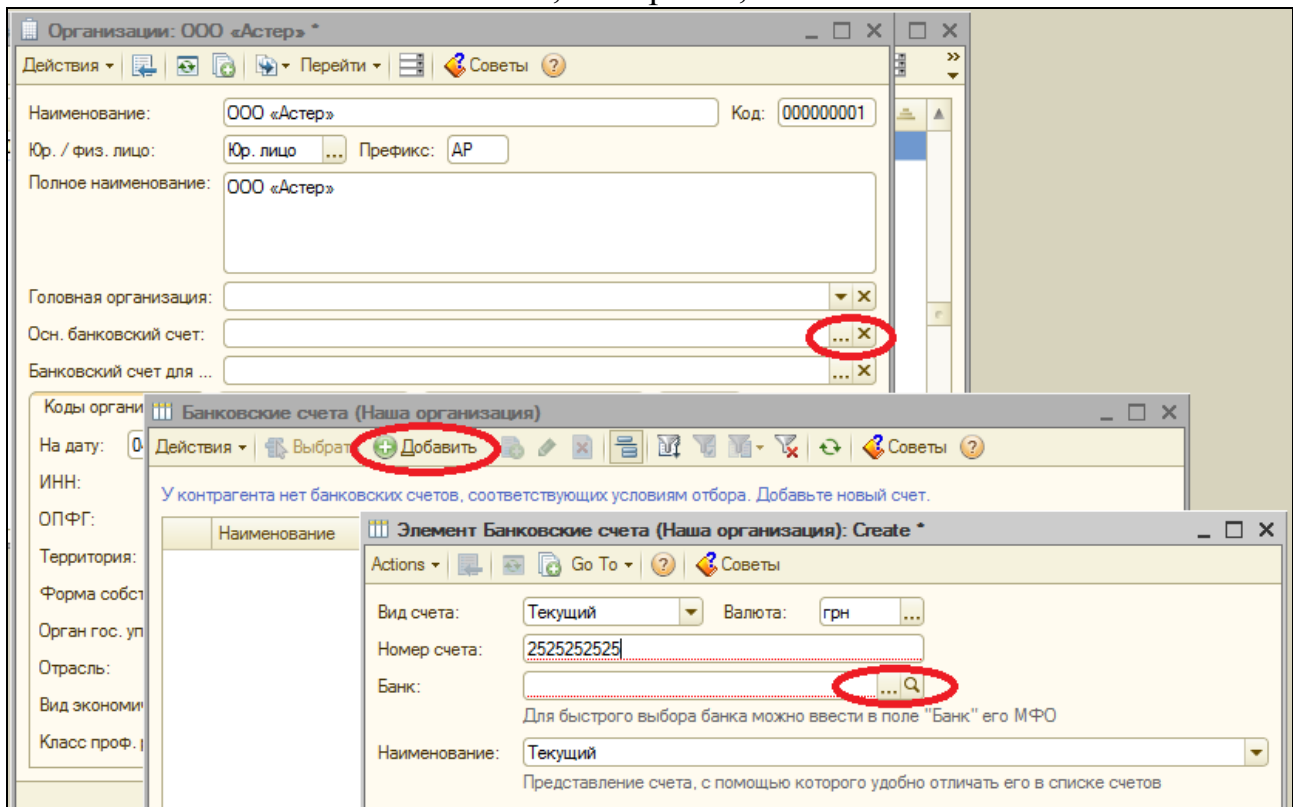 Организации: ООО «Астер» *
Действия Перейти Советы
Наименование: ООО «Астер» Код: 000000001
Юр. / физ. лицо: Юр. лицо ... Префикс: АР
Полное наименование: ООО «Астер»
Головная организация:
Осн. банковский счет: ...
Банковский счет для ... ...
Коды органи
Банковские счета (Наша организация)
На дату: 0
Действия Выбрат Добавить Советы
ИНН:
У контрагента нет банковских счетов, соответствующих условиям отбора. Добавьте новый счет.
ОПФГ:
Наименование
Элемент Банковские счета (Наша организация): Create *
Территория:
Actions Go To Советы
Форма собст
Вид счета: Текущий Валюта: грн ...
Орган гос. уп
Номер счета: 2525252525
Отрасль:
Банк: ...
Вид экономи
Для быстрого выбора банка можно ввести в поле "Банк" его МФО
Класс проф.
Наименование: Текущий
Представление счета, с помощью которого удобно отличать его в списке счетов